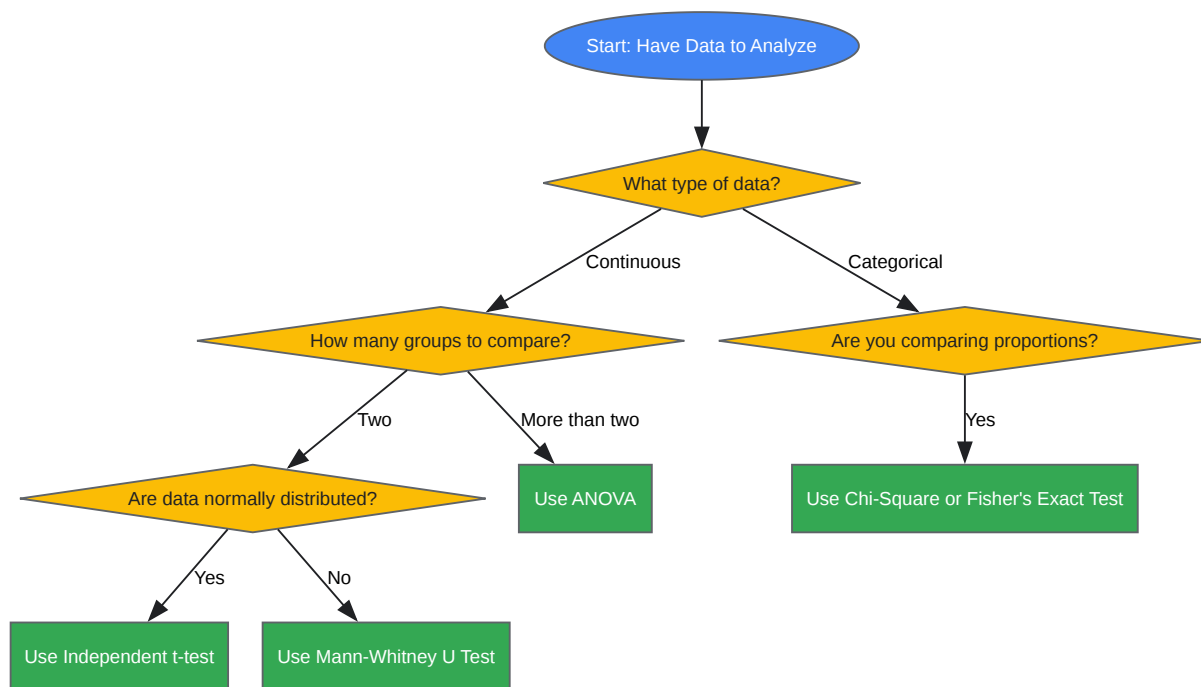 Start: Have Data to Analyze
What type of data?
Continuous
Categorical
How many groups to compare?
Are you comparing proportions?
Two
More than two
Yes
Are data normally distributed?
Use ANOVA
Use Chi-Square or Fisher's Exact Test
Yes
No
Use Independent t-test
Use Mann-Whitney U Test